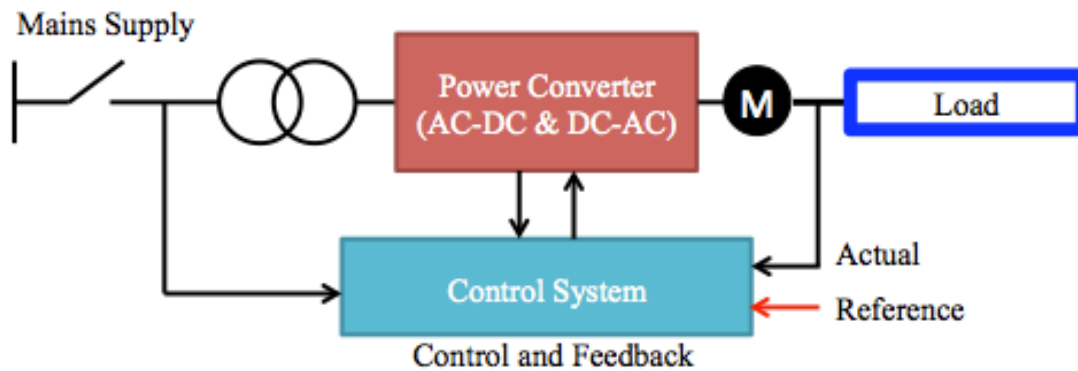 Mains Supply
Power Converter
(AC-DC & DC-AC)
M
Load
Actual
Control System
Reference
Control and Feedback